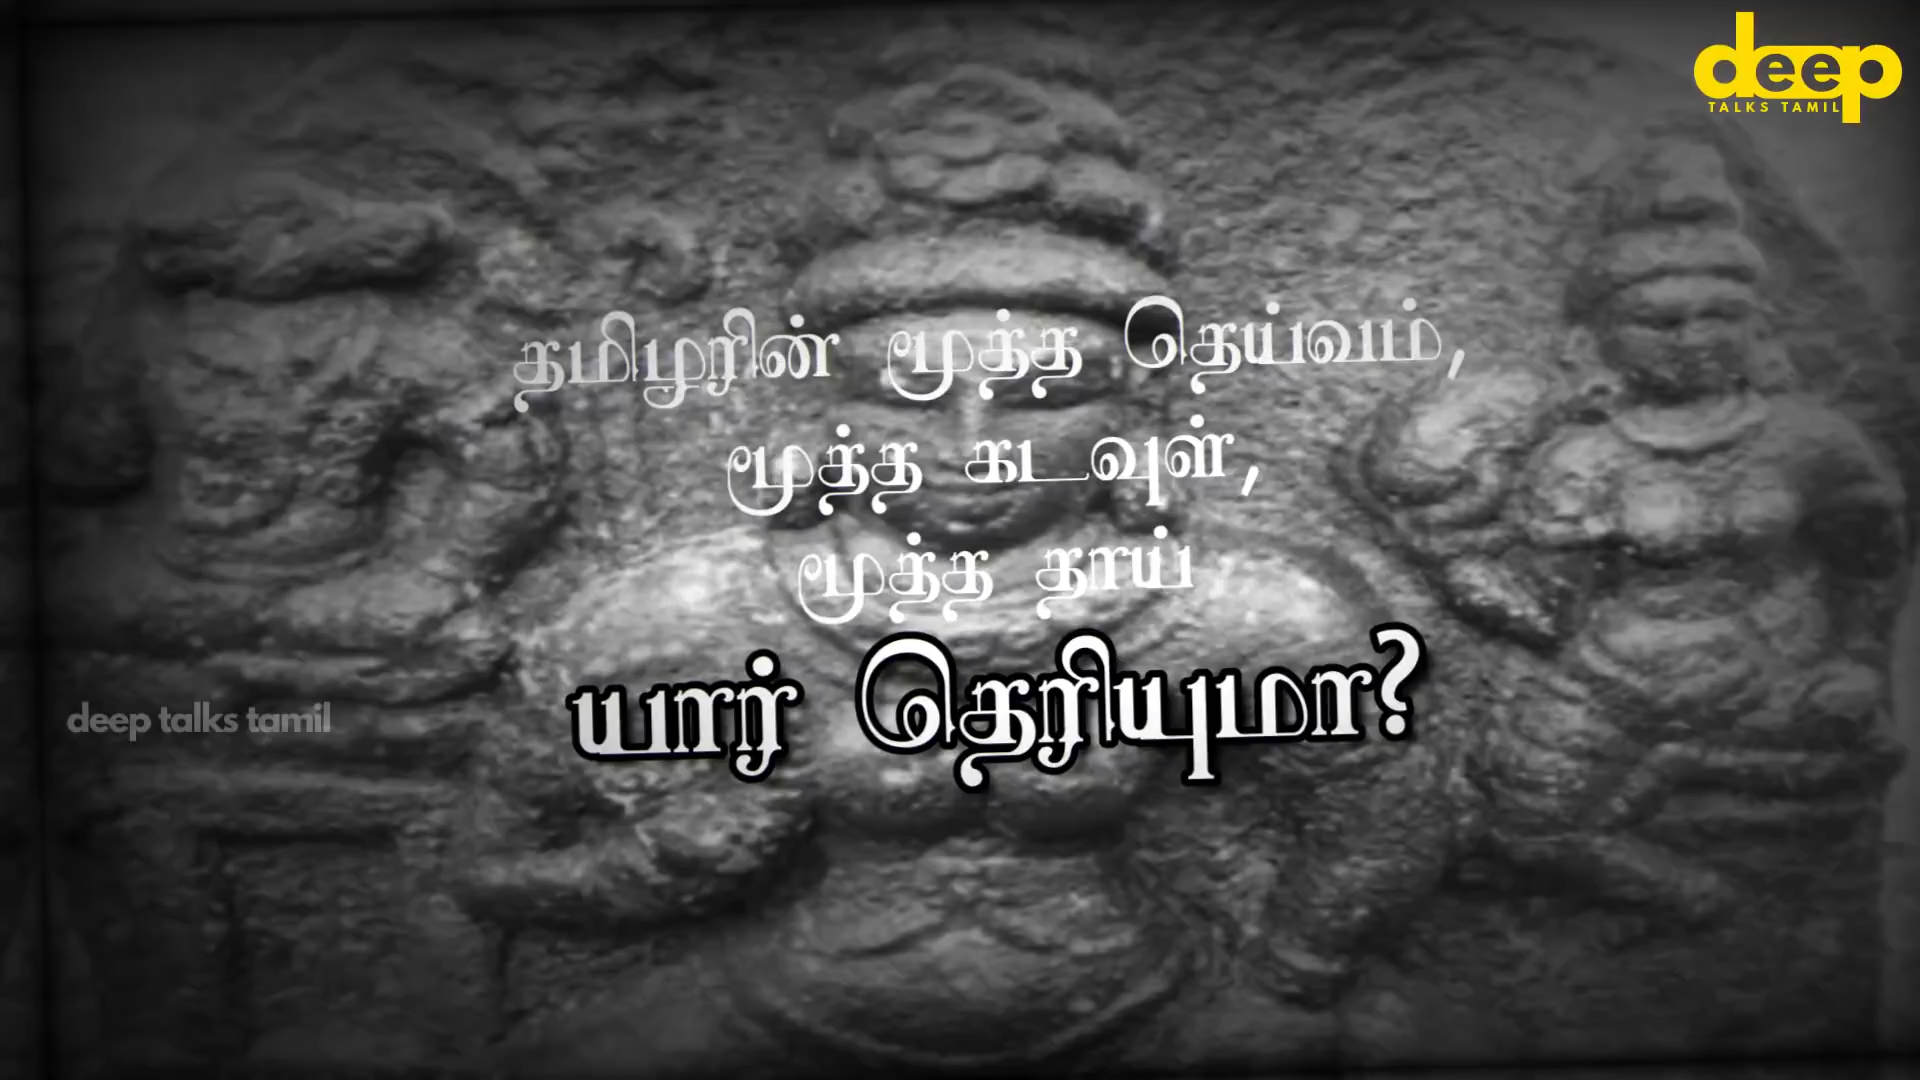 deep
TALKS TAMIL
தமிழரின் மூத்த தெய்வம்,
மூத்த கடவுள்,
மூத்த தாய்
யார் தெரியுமா?
deep talks tamil